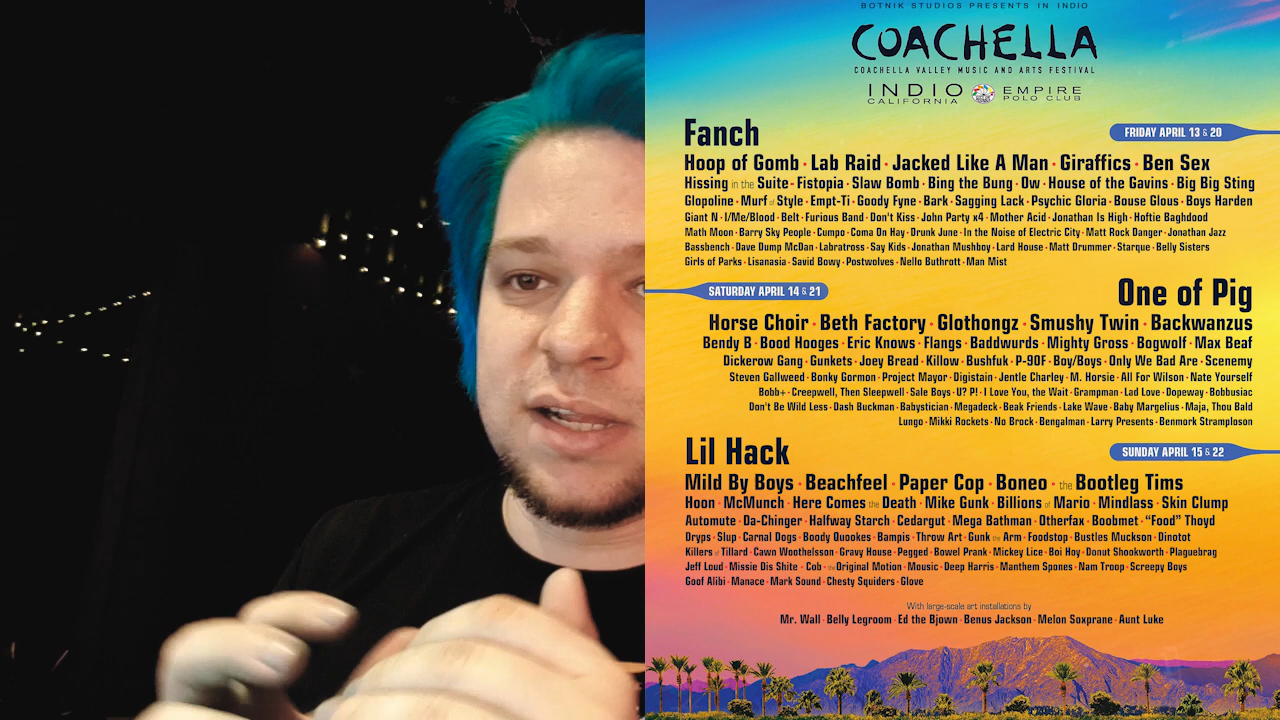 BOTNIK STUDIOS PRESENTS IN INDIO
COACHELLA
COACHELLA VALLEY MUSIC AND ARTS FESTIVAL
INDIO CALIFORNIA EMPIRE POLO CLUB
Fanch FRIDAY APRIL 13 & 20
Hoop of Gomb · Lab Raid · Jacked Like A Man · Giraffics · Ben Sex
Hissing in the Suite · Fistopia · Slaw Bomb · Bing the Bung · Ow · House of the Gavins · Big Big Sting
Glopoline · Murf of Style · Empt-Ti · Goody Fyne · Bark · Sagging Lack · Psychic Gloria · Bouse Glous · Boys Harden
Giant N · I/Me/Blood · Belt · Furious Band · Don't Kiss · John Party x4 · Mother Acid · Jonathan Is High · Hoftie Baghdood
Math Moon · Barry Sky People · Cumpo · Coma On Hay · Drunk June · In the Noise of Electric City · Matt Rock Danger · Jonathan Jazz
Bassbench · Dave Dump McDan · Labratross · Say Kids · Jonathan Mushboy · Lard House · Matt Drummer · Starque · Belly Sisters
Girls of Parks · Lisanasia · Savid Bowy · Postwolves · Nello Buthrott · Man Mist
SATURDAY APRIL 14 & 21 One of Pig
Horse Choir · Beth Factory · Glothongz · Smushy Twin · Backwanzus
Bendy B · Bood Hooges · Eric Knows · Flangs · Baddwurds · Mighty Gross · Bogwolf · Max Beaf
Dickerow Gang · Gunkets · Joey Bread · Killow · Bushfuk · P-9OF · Boy/Boys · Only We Bad Are · Scenemy
Steven Gallweed · Bonky Gormon · Project Mayor · Digistain · Jentle Charley · M. Horsie · All For Wilson · Nate Yourself
Bobb+ · Creepwell, Then Sleepwell · Sale Boys · U? P! · I Love You, the Wait · Grampman · Lad Love · Dopeway · Bobbusiac
Don't Be Wild Less · Dash Buckman · Babystician · Megadeck · Beak Friends · Lake Wave · Baby Margelius · Maja, Thou Bald
Lungo · Mikki Rockets · No Brock · Bengalman · Larry Presents · Benmork Stramploson
Lil Hack SUNDAY APRIL 15 & 22
Mild By Boys · Beachfeel · Paper Cop · Boneo · the Bootleg Tims
Hoon · McMunch · Here Comes the Death · Mike Gunk · Billions of Mario · Mindlass · Skin Clump
Automute · Da-Chinger · Halfway Starch · Cedargut · Mega Bathman · Otherfax · Boobmet · “Food” Thoyd
Dryps · Slup · Carnal Dogs · Boody Quookes · Bampis · Throw Art · Gunk the Arm · Foodstop · Bustles Muckson · Dinotot
Killers of Tillard · Cawn Woothelsson · Gravy House · Pegged · Bowel Prank · Mickey Lice · Boi Hoy · Donut Shookworth · Plaguebrag
Jeff Loud · Missie Dis Shite · Cob · the Original Motion · Mousic · Deep Harris · Manthem Spones · Nam Troop · Screepy Boys
Goof Alibi · Manace · Mark Sound · Chesty Squiders · Glove
With large-scale art installations by
Mr. Wall · Belly Legroom · Ed the Bjown · Benus Jackson · Melon Soxprane · Aunt Luke